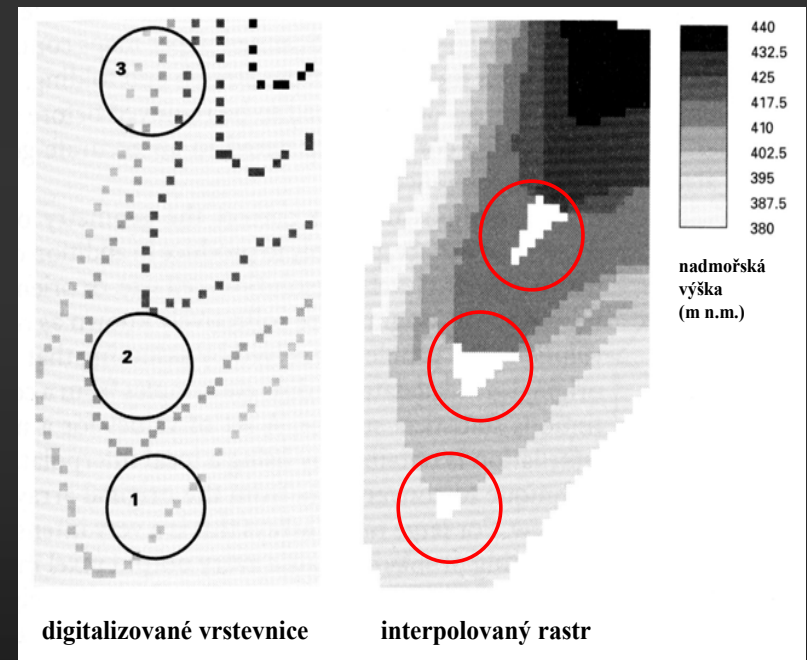 3
2
1
440
432.5
425
417.5
410
402.5
395
387.5
380
nadmořská
výška
(m n.m.)
digitalizované vrstevnice
interpolovaný rastr